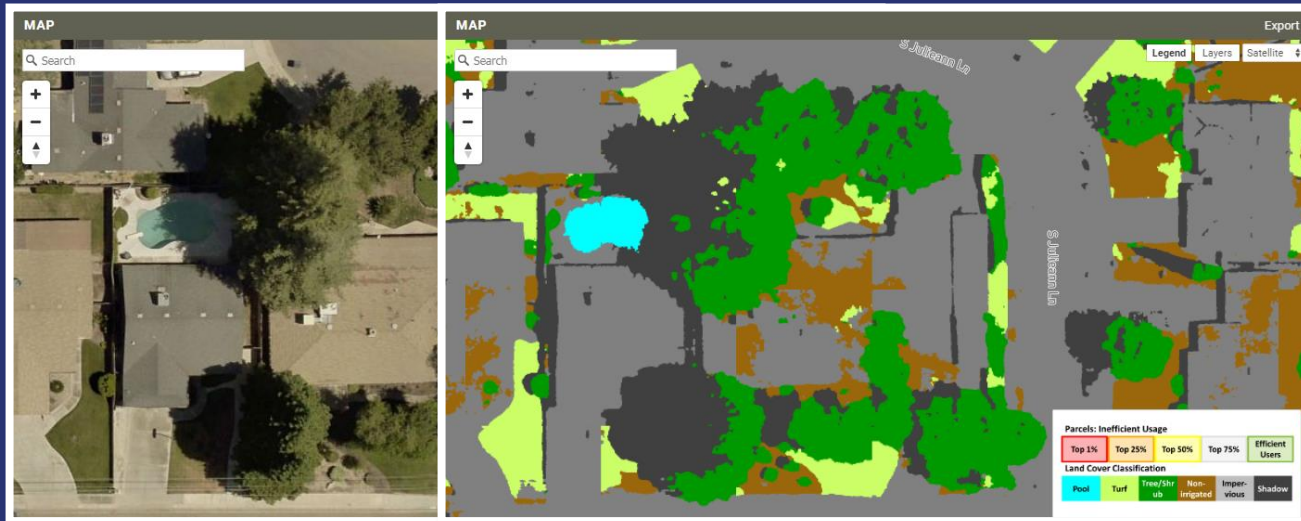 MAP
Search
+
−
MAP
Export
Search
Legend Layers Satellite
+
−
S Julieann Ln
S Julieann Ln
Parcels: Inefficient Usage
Top 1% Top 25% Top 50% Top 75% Efficient
Users
Land Cover Classification
Pool Turf Tree/Shr
ub Non-
irrigated Imper-
vious Shadow